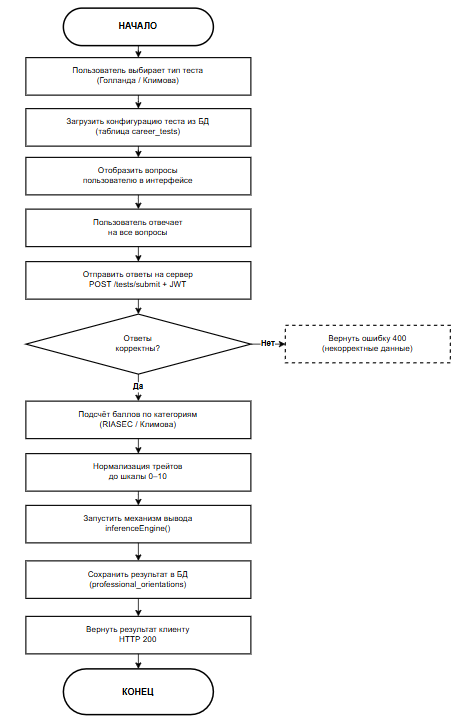 НАЧАЛО
Пользователь выбирает тип теста
(Голланда / Климова)
Загрузить конфигурацию теста из БД
(таблица career_tests)
Отобразить вопросы
пользователю в интерфейсе
Пользователь отвечает
на все вопросы
Отправить ответы на сервер
POST /tests/submit + JWT
Ответы
корректны?
Нет
Вернуть ошибку 400
(некорректные данные)
Да
Подсчёт баллов по категориям
(RIASEC / Климова)
Нормализация трейтов
до шкалы 0–10
Запустить механизм вывода
inferenceEngine()
Сохранить результат в БД
(professional_orientations)
Вернуть результат клиенту
HTTP 200
КОНЕЦ